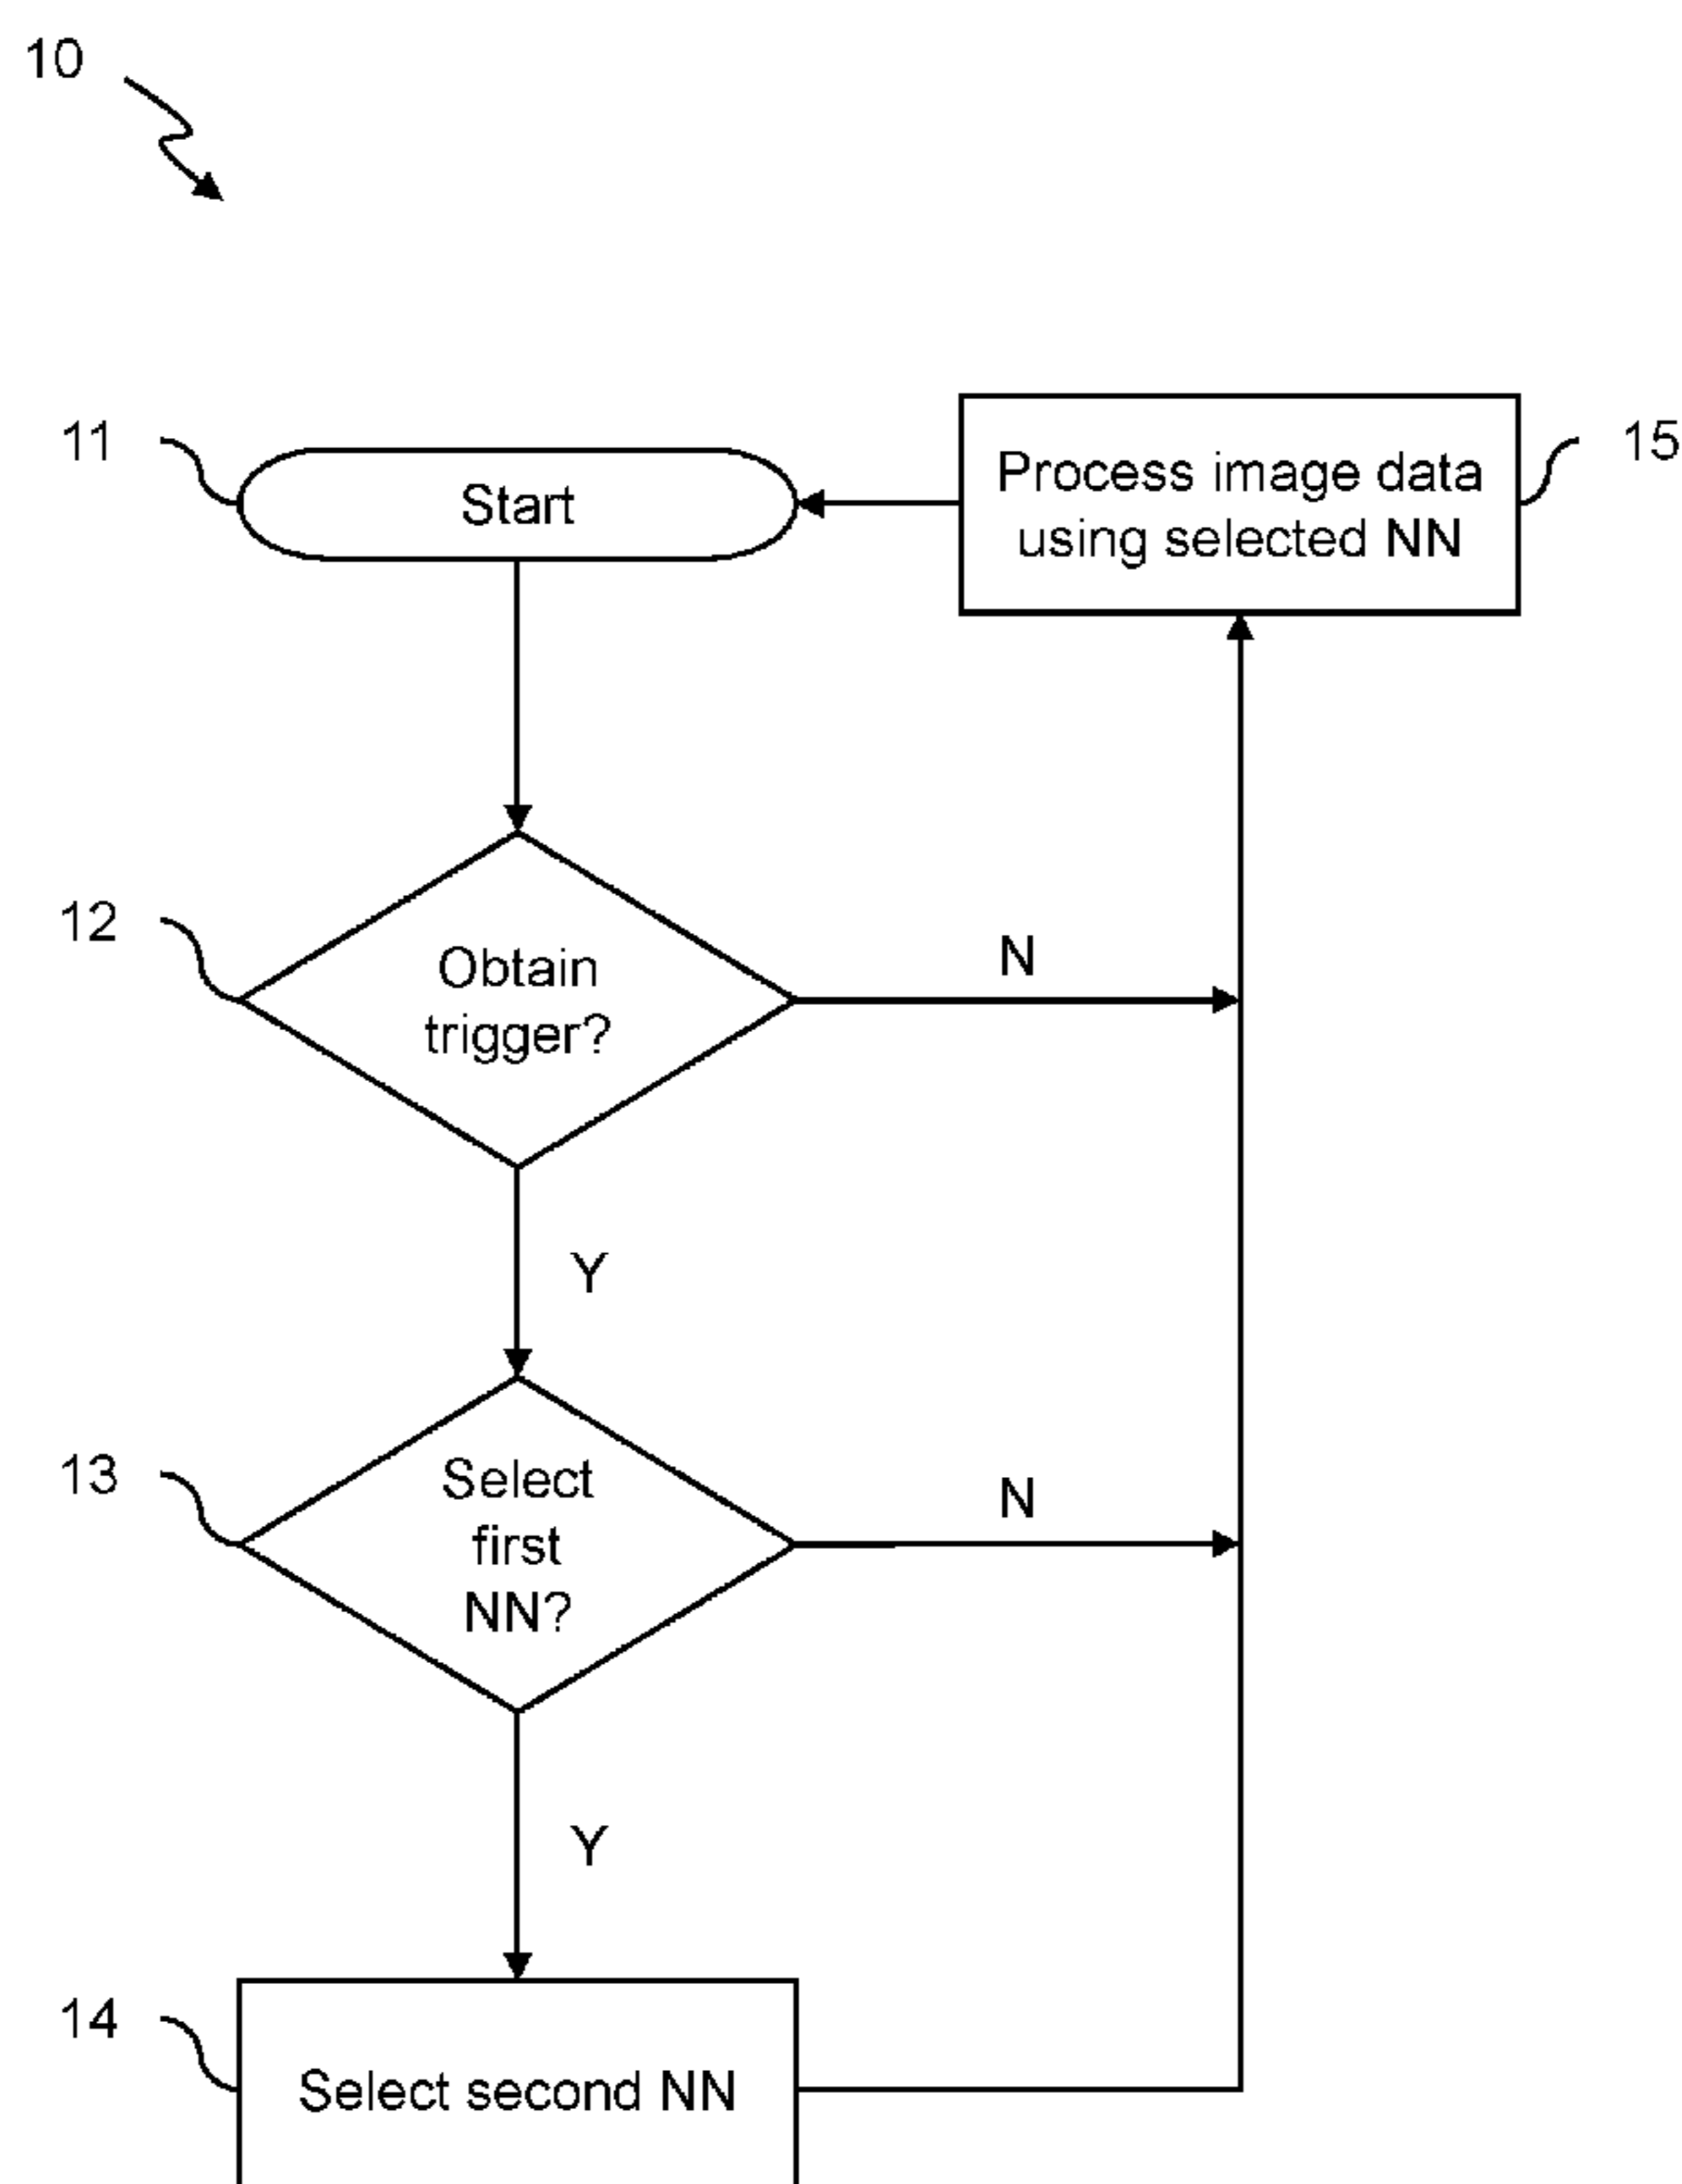 10
11
Start
Process image data
using selected NN
15
12
Obtain
trigger?
N
Y
13
Select
first
NN?
N
Y
14
Select second NN